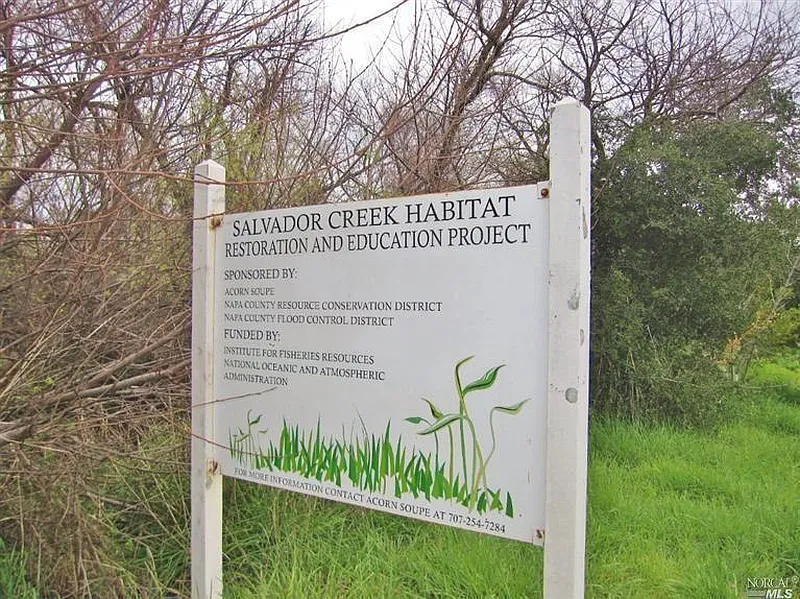 SALVADOR CREEK HABITAT
RESTORATION AND EDUCATION PROJECT
SPONSORED BY:
ACORN SOUPE
NAPA COUNTY RESOURCE CONSERVATION DISTRICT
NAPA COUNTY FLOOD CONTROL DISTRICT
FUNDED BY:
INSTITUTE FOR FISHERIES RESOURCES
NATIONAL OCEANIC AND ATMOSPHERIC
ADMINISTRATION
FOR MORE INFORMATION CONTACT ACORN SOUPE AT 707-254-7284
NORCAL
MLS